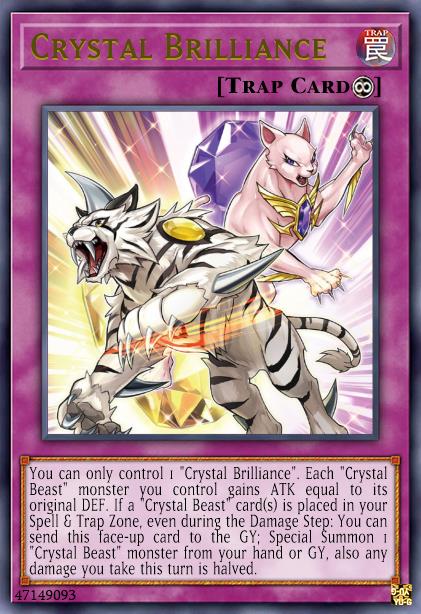 Crystal Brilliance
TRAP
罠
[Trap Card]
You can only control 1 "Crystal Brilliance". Each "Crystal
Beast" monster you control gains ATK equal to its
original DEF. If a "Crystal Beast" card(s) is placed in your
Spell & Trap Zone, even during the Damage Step: You can
send this face-up card to the GY; Special Summon 1
"Crystal Beast" monster from your hand or GY, also any
damage you take this turn is halved.
47149093